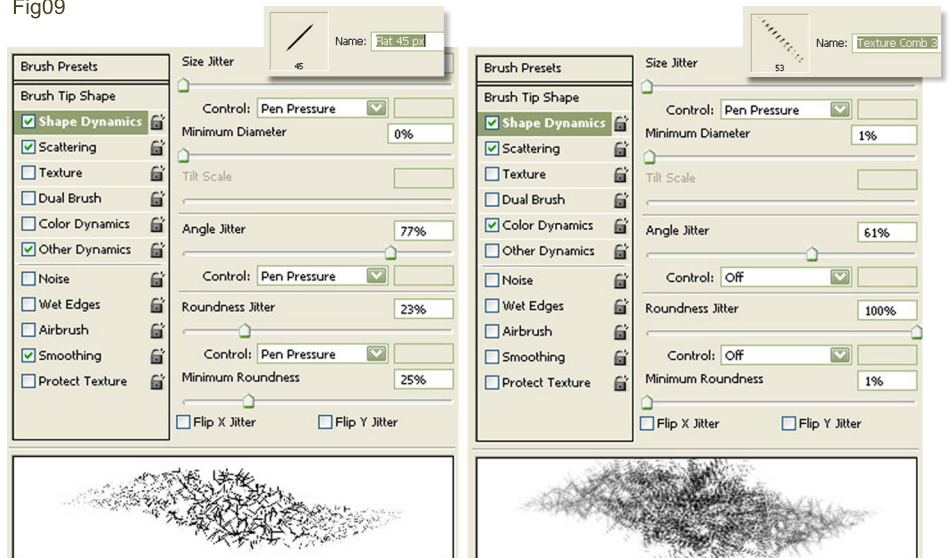 Fig09
Name: Flat 45 px
45
Brush Presets
Brush Tip Shape
Shape Dynamics
Scattering
Texture
Dual Brush
Color Dynamics
Other Dynamics
Noise
Wet Edges
Airbrush
Smoothing
Protect Texture
Size Jitter
Control: Pen Pressure
Minimum Diameter 0%
Tilt Scale
Angle Jitter 77%
Control: Pen Pressure
Roundness Jitter 23%
Control: Pen Pressure
Minimum Roundness 25%
Flip X Jitter Flip Y Jitter
Name: Texture Comb 3
53
Brush Presets
Brush Tip Shape
Shape Dynamics
Scattering
Texture
Dual Brush
Color Dynamics
Other Dynamics
Noise
Wet Edges
Airbrush
Smoothing
Protect Texture
Size Jitter
Control: Pen Pressure
Minimum Diameter 1%
Tilt Scale
Angle Jitter 61%
Control: Off
Roundness Jitter 100%
Control: Off
Minimum Roundness 1%
Flip X Jitter Flip Y Jitter